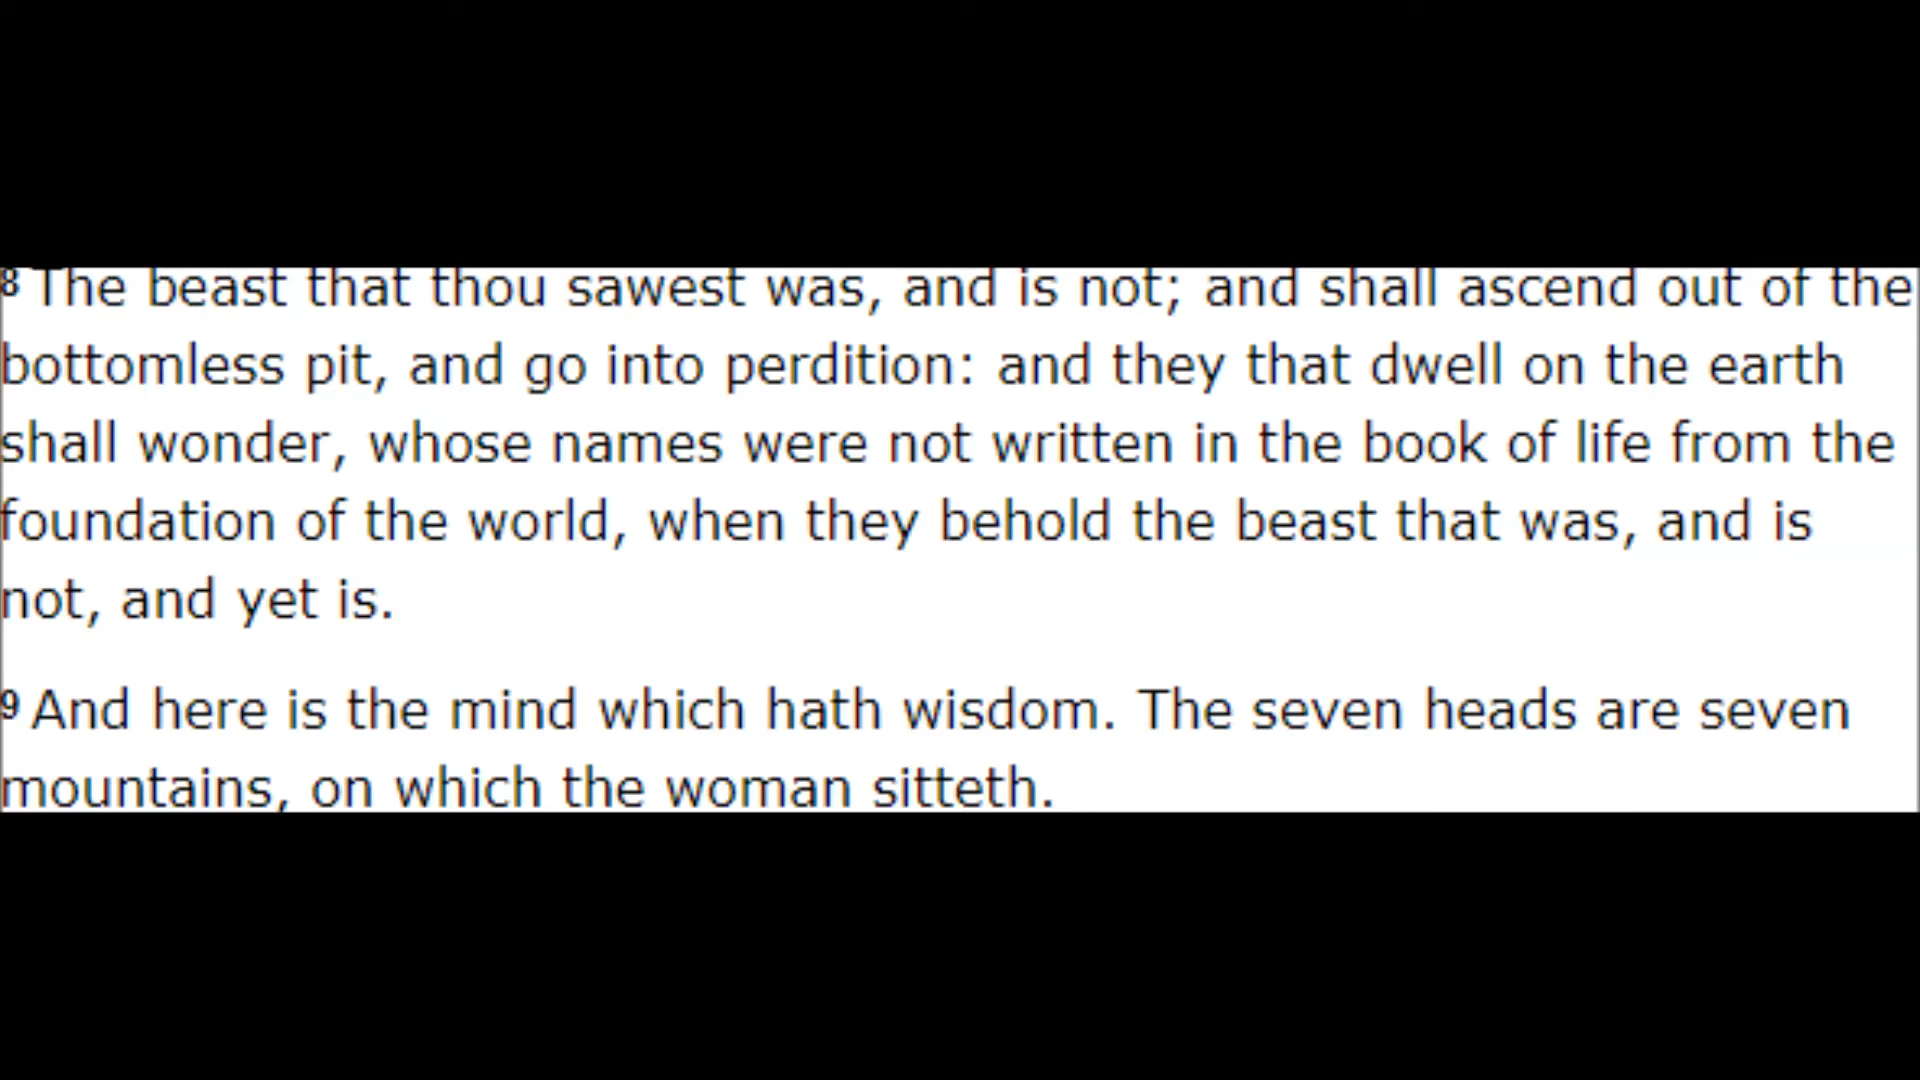 8 The beast that thou sawest was, and is not; and shall ascend out of the
bottomless pit, and go into perdition: and they that dwell on the earth
shall wonder, whose names were not written in the book of life from the
foundation of the world, when they behold the beast that was, and is
not, and yet is.
9 And here is the mind which hath wisdom. The seven heads are seven
mountains, on which the woman sitteth.